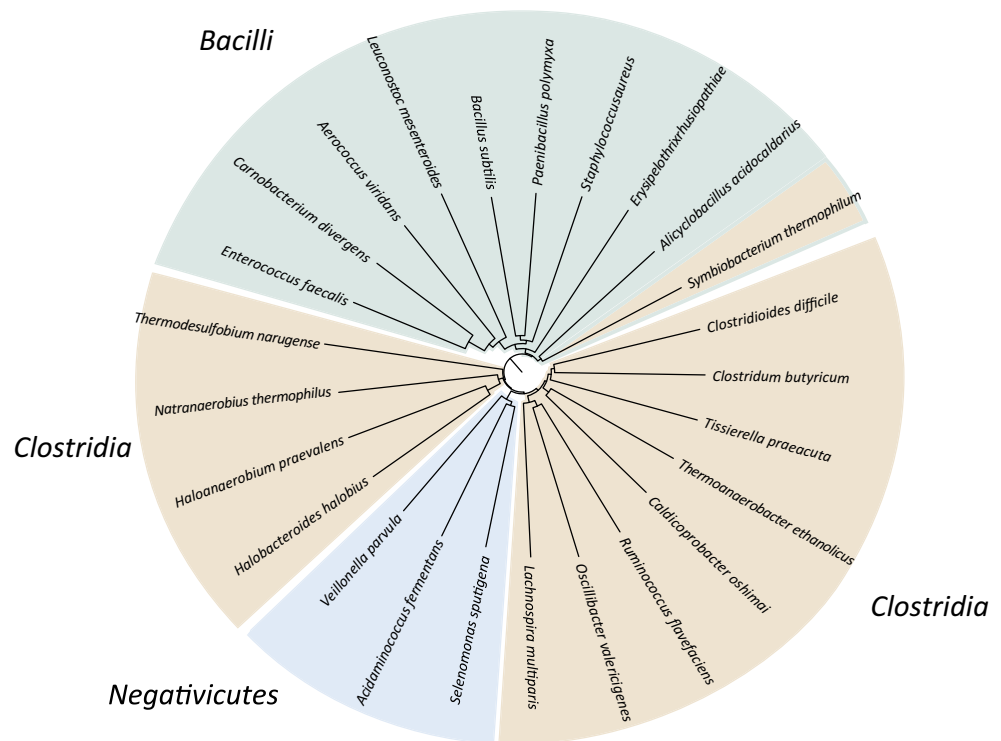 Bacilli
Leuconostoc mesenteroides
Bacillus subtilis
Paenibacillus polymyxa
Staphylococcusaureus
Erysipelothrixrhusiopathiae
Alicyclobacillus acidocaldarius
Symbiobacterium thermophilum
Aerococcus viridans
Carnobacterium divergens
Enterococcus faecalis
Thermodesulfobium narugense
Natranaerobius thermophilus
Haloanaerobium praevalens
Halobacteroides halobius
Clostridia
Veillonella parvula
Acidaminococcus fermentans
Selenomonas sputigena
Negativicutes
Clostridioides difficile
Clostridum butyricum
Tissierella praeacuta
Thermoanaerobacter ethanolicus
Caldicoprobacter oshimai
Ruminococcus flavefaciens
Oscillibacter valericigenes
Lachnospira multiparis
Clostridia